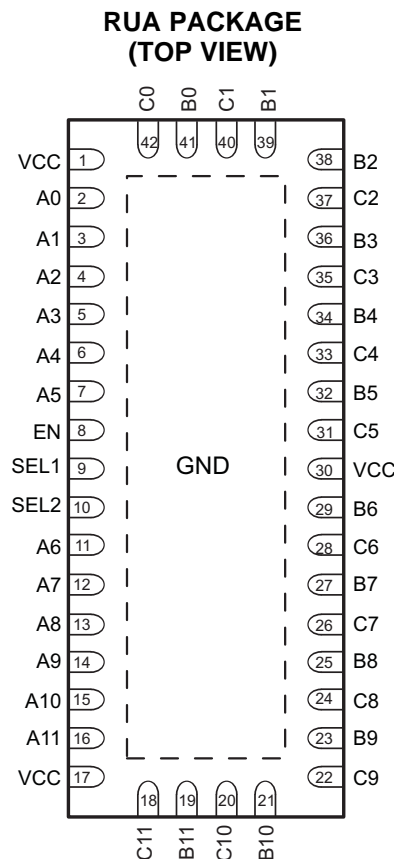 RUA PACKAGE
(TOP VIEW)
C0 B0 C1 B1
42 41 40 39
VCC 1 38 B2
A0 2 37 C2
A1 3 36 B3
A2 4 35 C3
A3 5 34 B4
A4 6 33 C4
A5 7 32 B5
EN 8 31 C5
SEL1 9 GND 30 VCC
SEL2 10 29 B6
A6 11 28 C6
A7 12 27 B7
A8 13 26 C7
A9 14 25 B8
A10 15 24 C8
A11 16 23 B9
VCC 17 22 C9
18 19 20 21
C11 B11 C10 B10